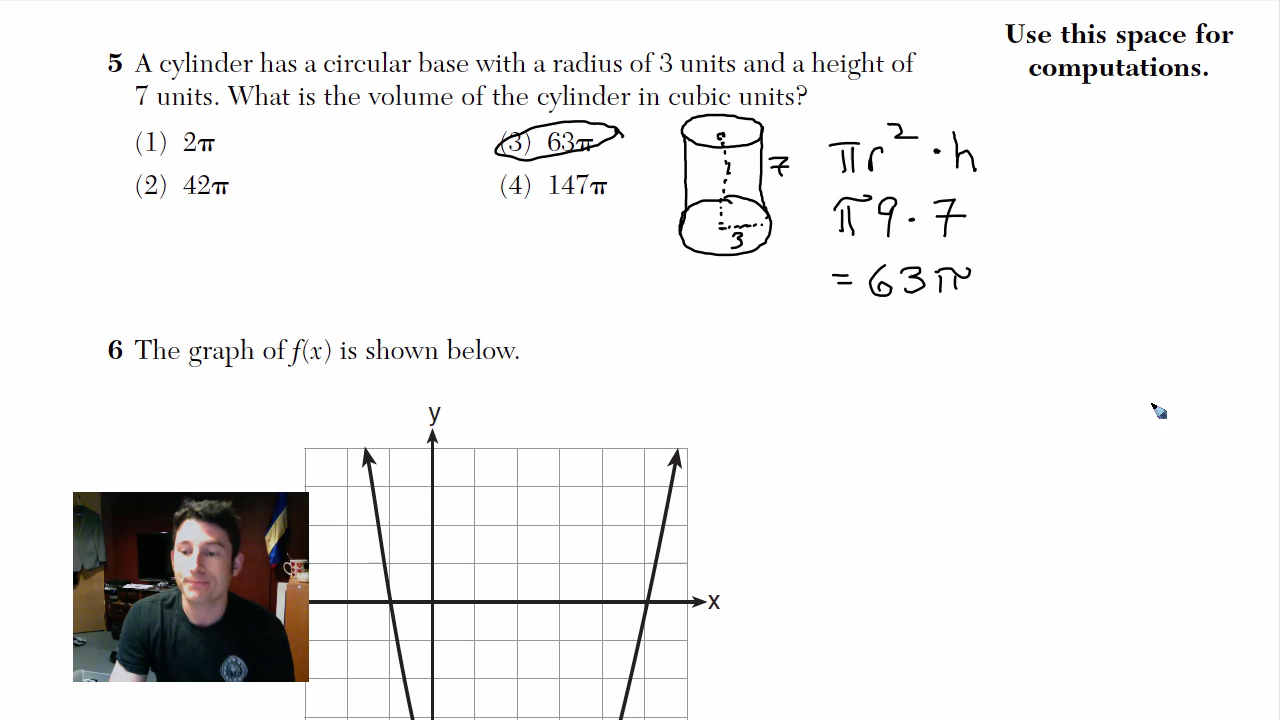 Use this space for
computations.
5 A cylinder has a circular base with a radius of 3 units and a height of
7 units. What is the volume of the cylinder in cubic units?
(1) 2π
(3) 63π
(2) 42π
(4) 147π
7
3
πr² · h
π9 · 7
= 63π
6 The graph of f(x) is shown below.
y
x